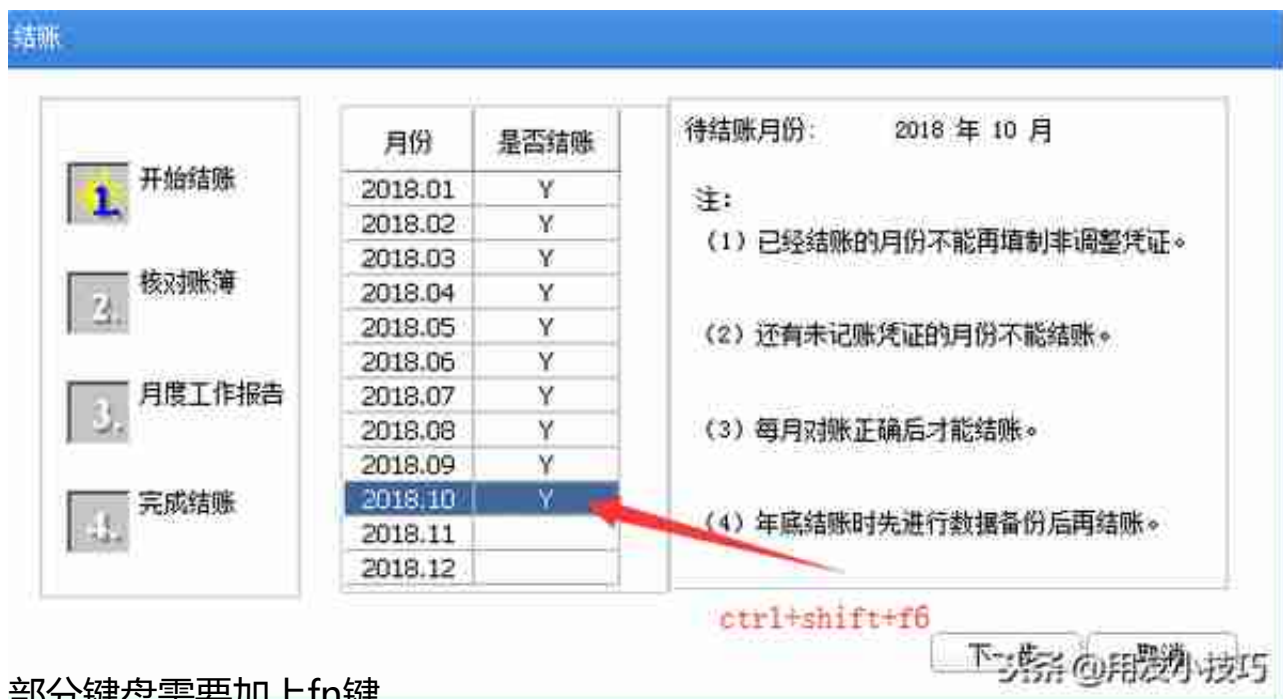 结账
1. 开始结账
2. 核对账簿
3. 月度工作报告
4. 完成结账
月份 是否结账
2018.01 Y
2018.02 Y
2018.03 Y
2018.04 Y
2018.05 Y
2018.06 Y
2018.07 Y
2018.08 Y
2018.09 Y
2018.10 Y
2018.11
2018.12
待结账月份: 2018 年 10 月
注:
(1) 已经结账的月份不能再填制非调整凭证。
(2) 还有未记账凭证的月份不能结账。
(3) 每月对账正确后才能结账。
(4) 年底结账时先进行数据备份后再结账。
ctrl+shift+f6
下一步 取消
头条 @用友小技巧
部分键盘需要加上fn键